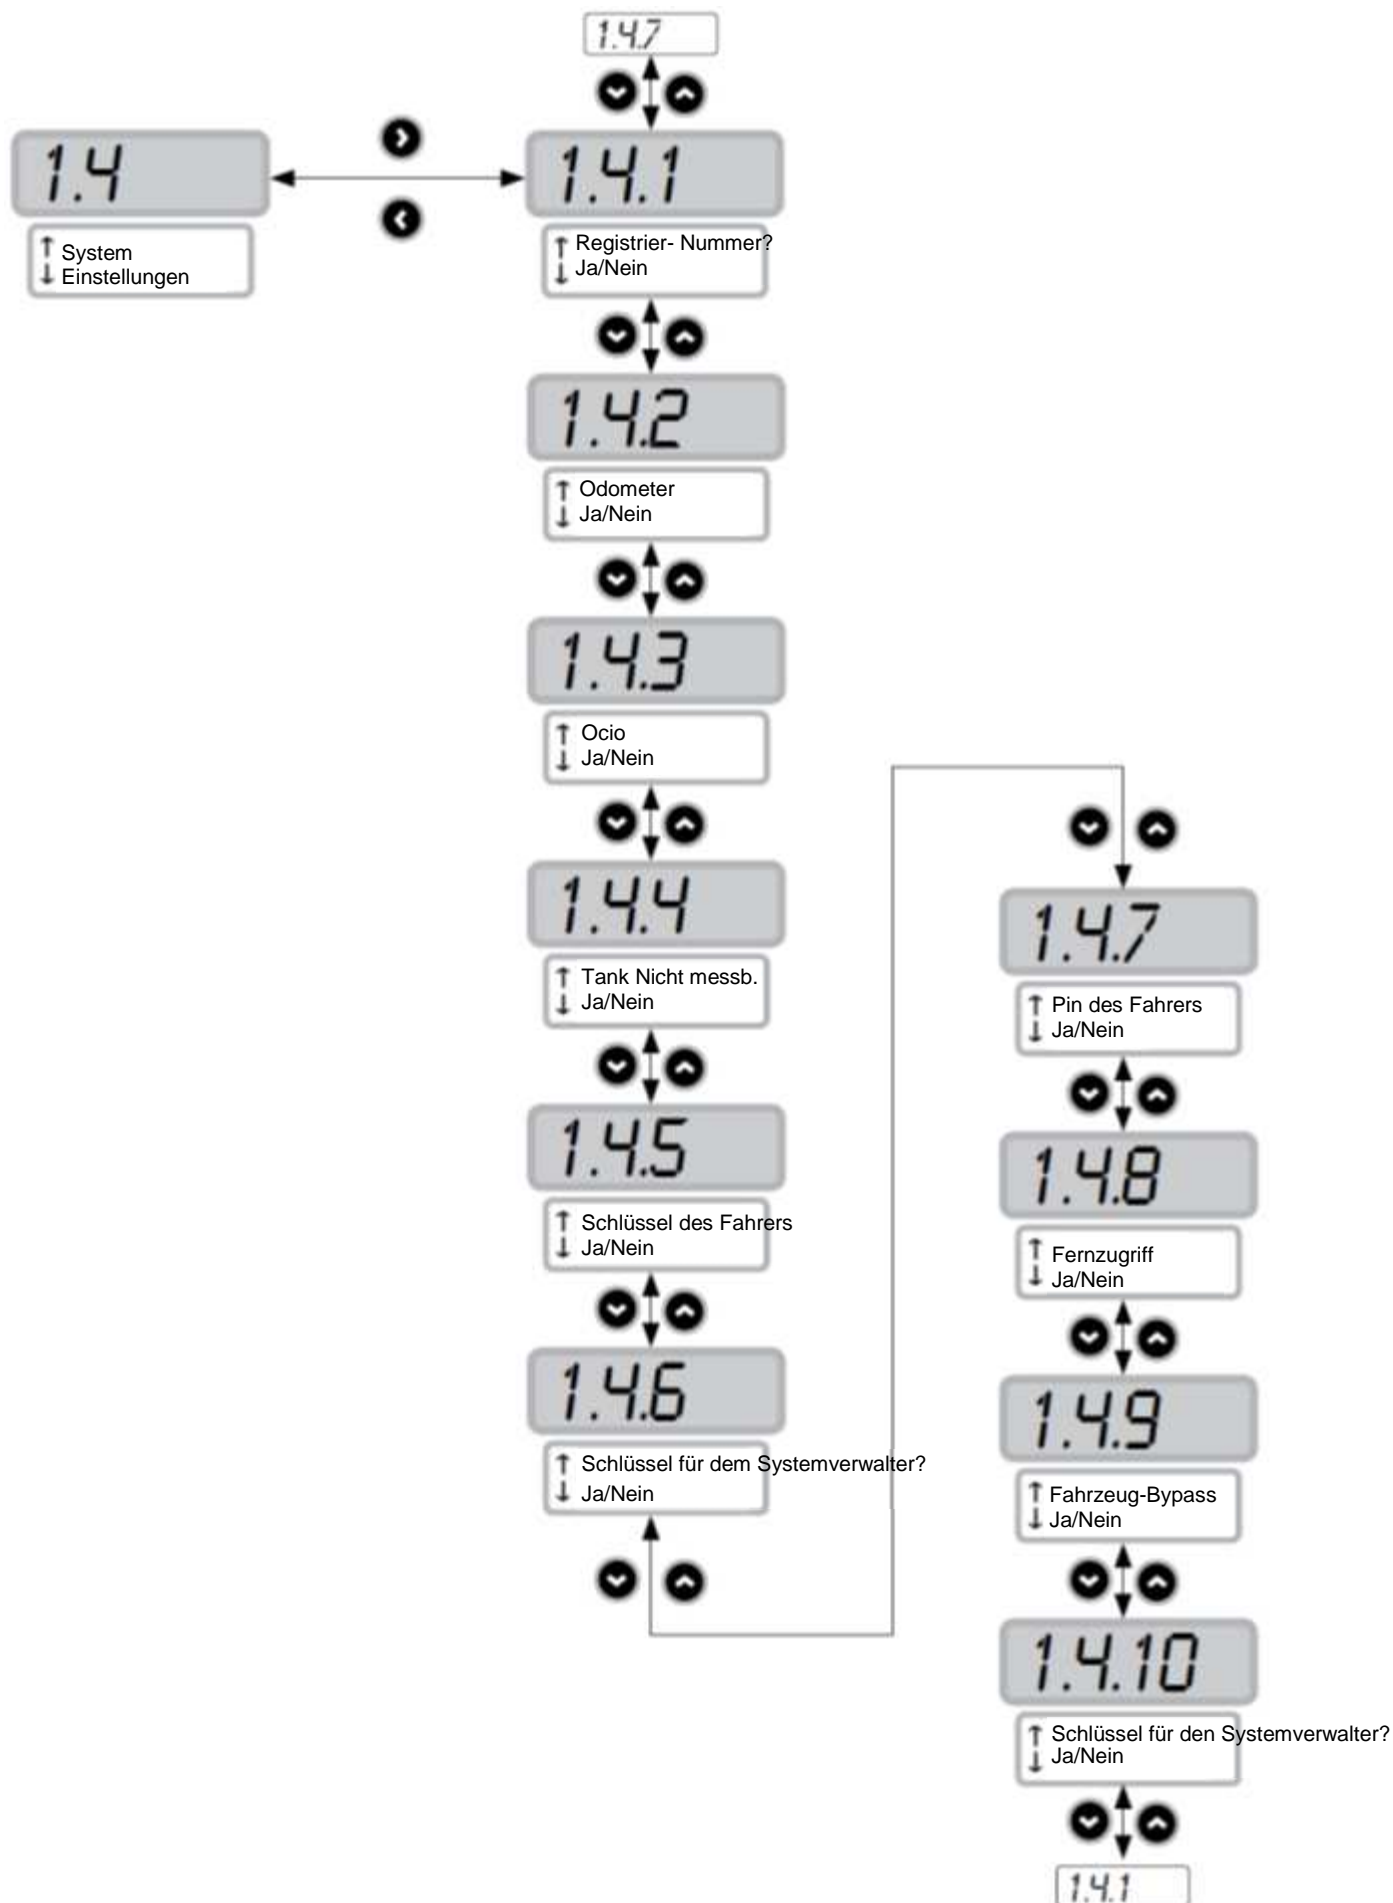 1.4.7
1.4
System
Einstellungen
1.4.1
Registrier- Nummer?
Ja/Nein
1.4.2
Odometer
Ja/Nein
1.4.3
Ocio
Ja/Nein
1.4.4
Tank Nicht messb.
Ja/Nein
1.4.5
Schlüssel des Fahrers
Ja/Nein
1.4.6
Schlüssel für dem Systemverwalter?
Ja/Nein
1.4.7
Pin des Fahrers
Ja/Nein
1.4.8
Fernzugriff
Ja/Nein
1.4.9
Fahrzeug-Bypass
Ja/Nein
1.4.10
Schlüssel für den Systemverwalter?
Ja/Nein
1.4.1